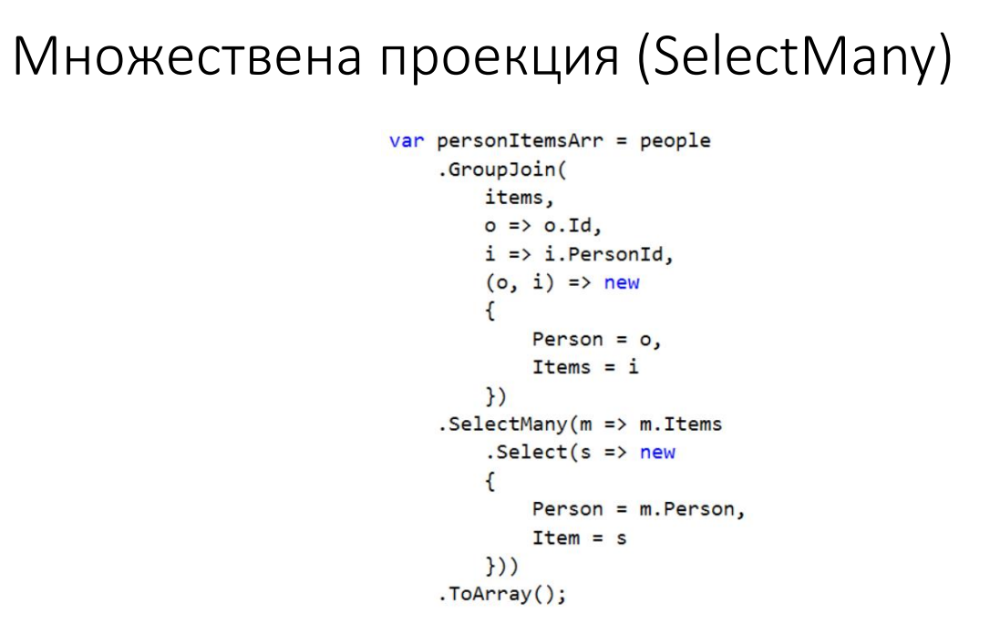 Множествена проекция (SelectMany)
var personItemsArr = people
.GroupJoin(
items,
o => o.Id,
i => i.PersonId,
(o, i) => new
{
Person = o,
Items = i
})
.SelectMany(m => m.Items
.Select(s => new
{
Person = m.Person,
Item = s
}))
.ToArray();